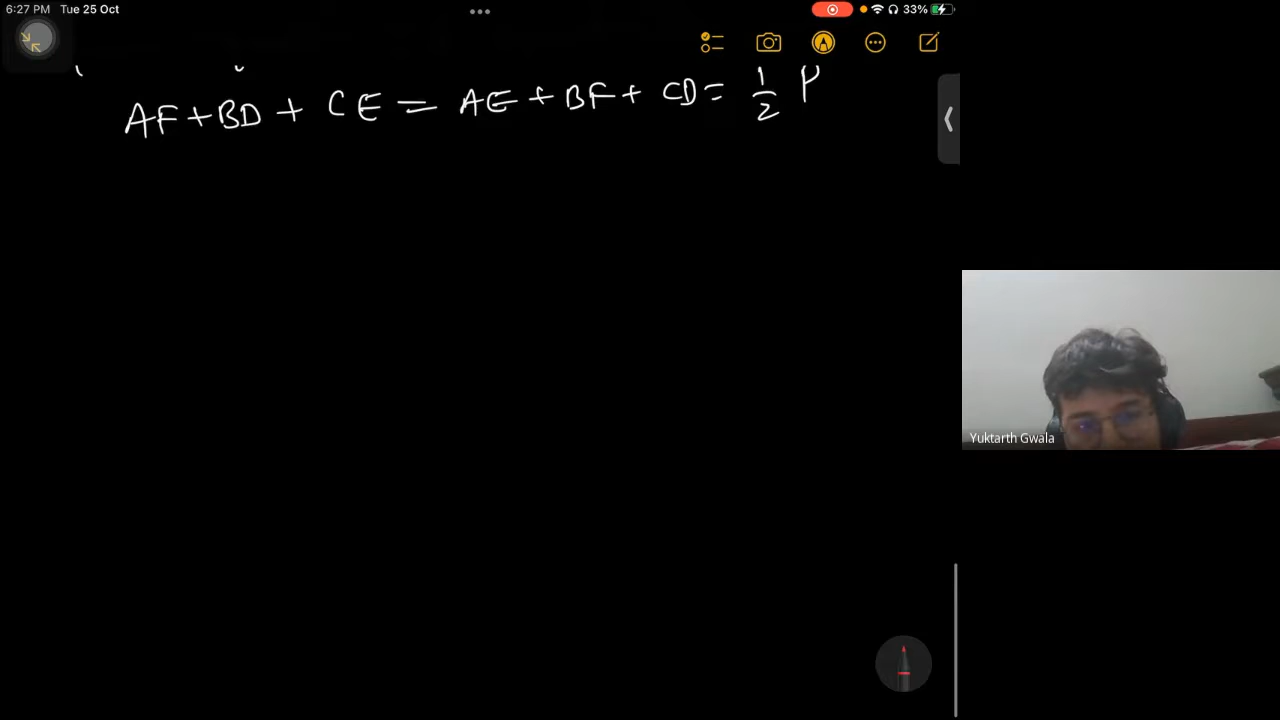 6:27 PM Tue 25 Oct
33%
AF + BD + CE = AE + BF + CD = 1/2 P
Yuktarth Gwala